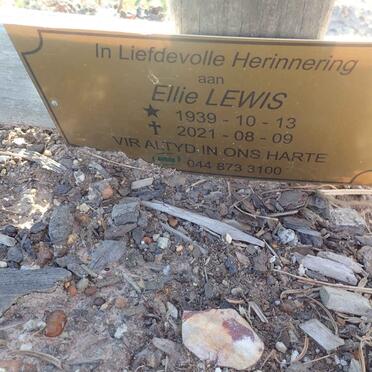 In Liefdevolle Herinnering
aan
Ellie LEWIS
1939 - 10 - 13
2021 - 08 - 09
VIR ALTYD IN ONS HARTE
044 873 3100